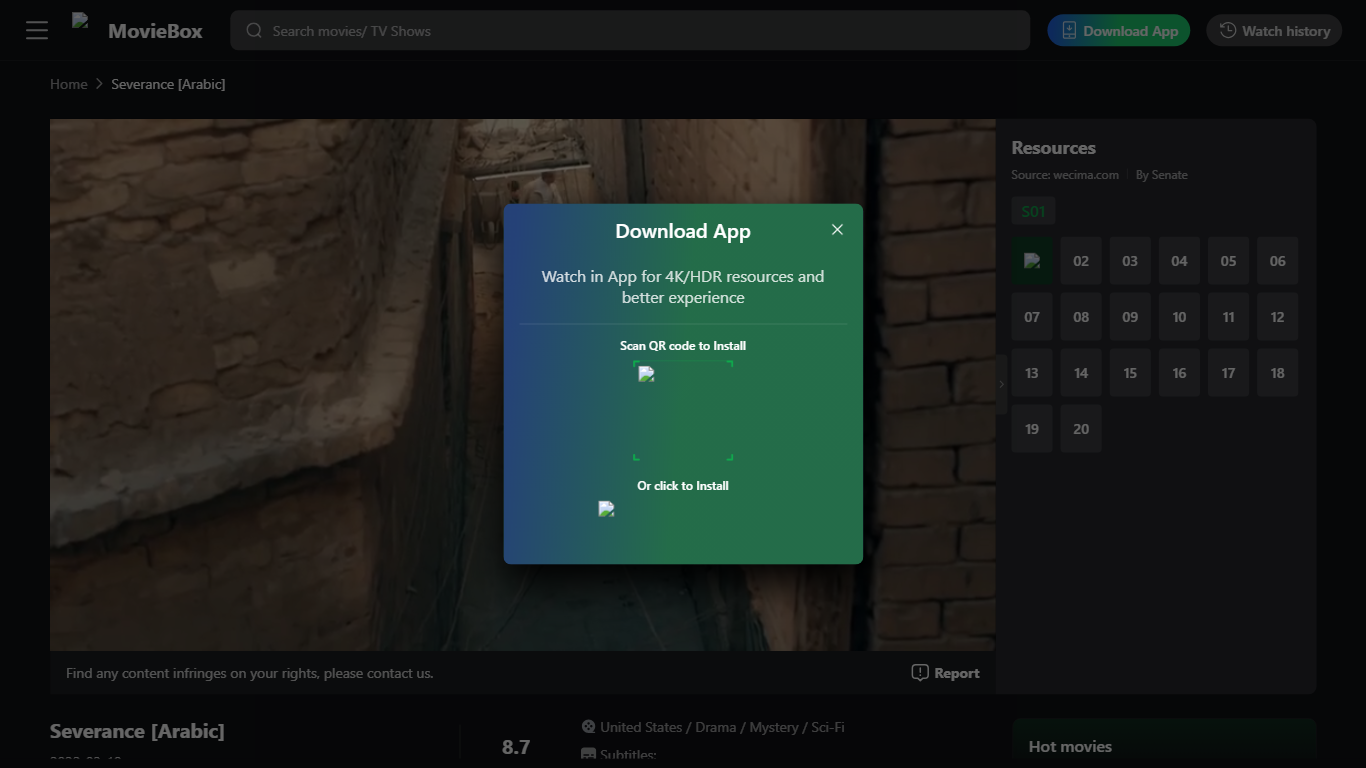 MovieBox
Search movies/ TV Shows
Download App
Watch history
Home
Severance [Arabic]
Download App
Watch in App for 4K/HDR resources and
better experience
Scan QR code to Install
Or click to Install
Resources
Source: wecima.com
By Senate
S01
02 03 04 05 06
07 08 09 10 11 12
13 14 15 16 17 18
19 20
Find any content infringes on your rights, please contact us.
Report
Severance [Arabic]
8.7
United States / Drama / Mystery / Sci-Fi
Subtitles:
Hot movies